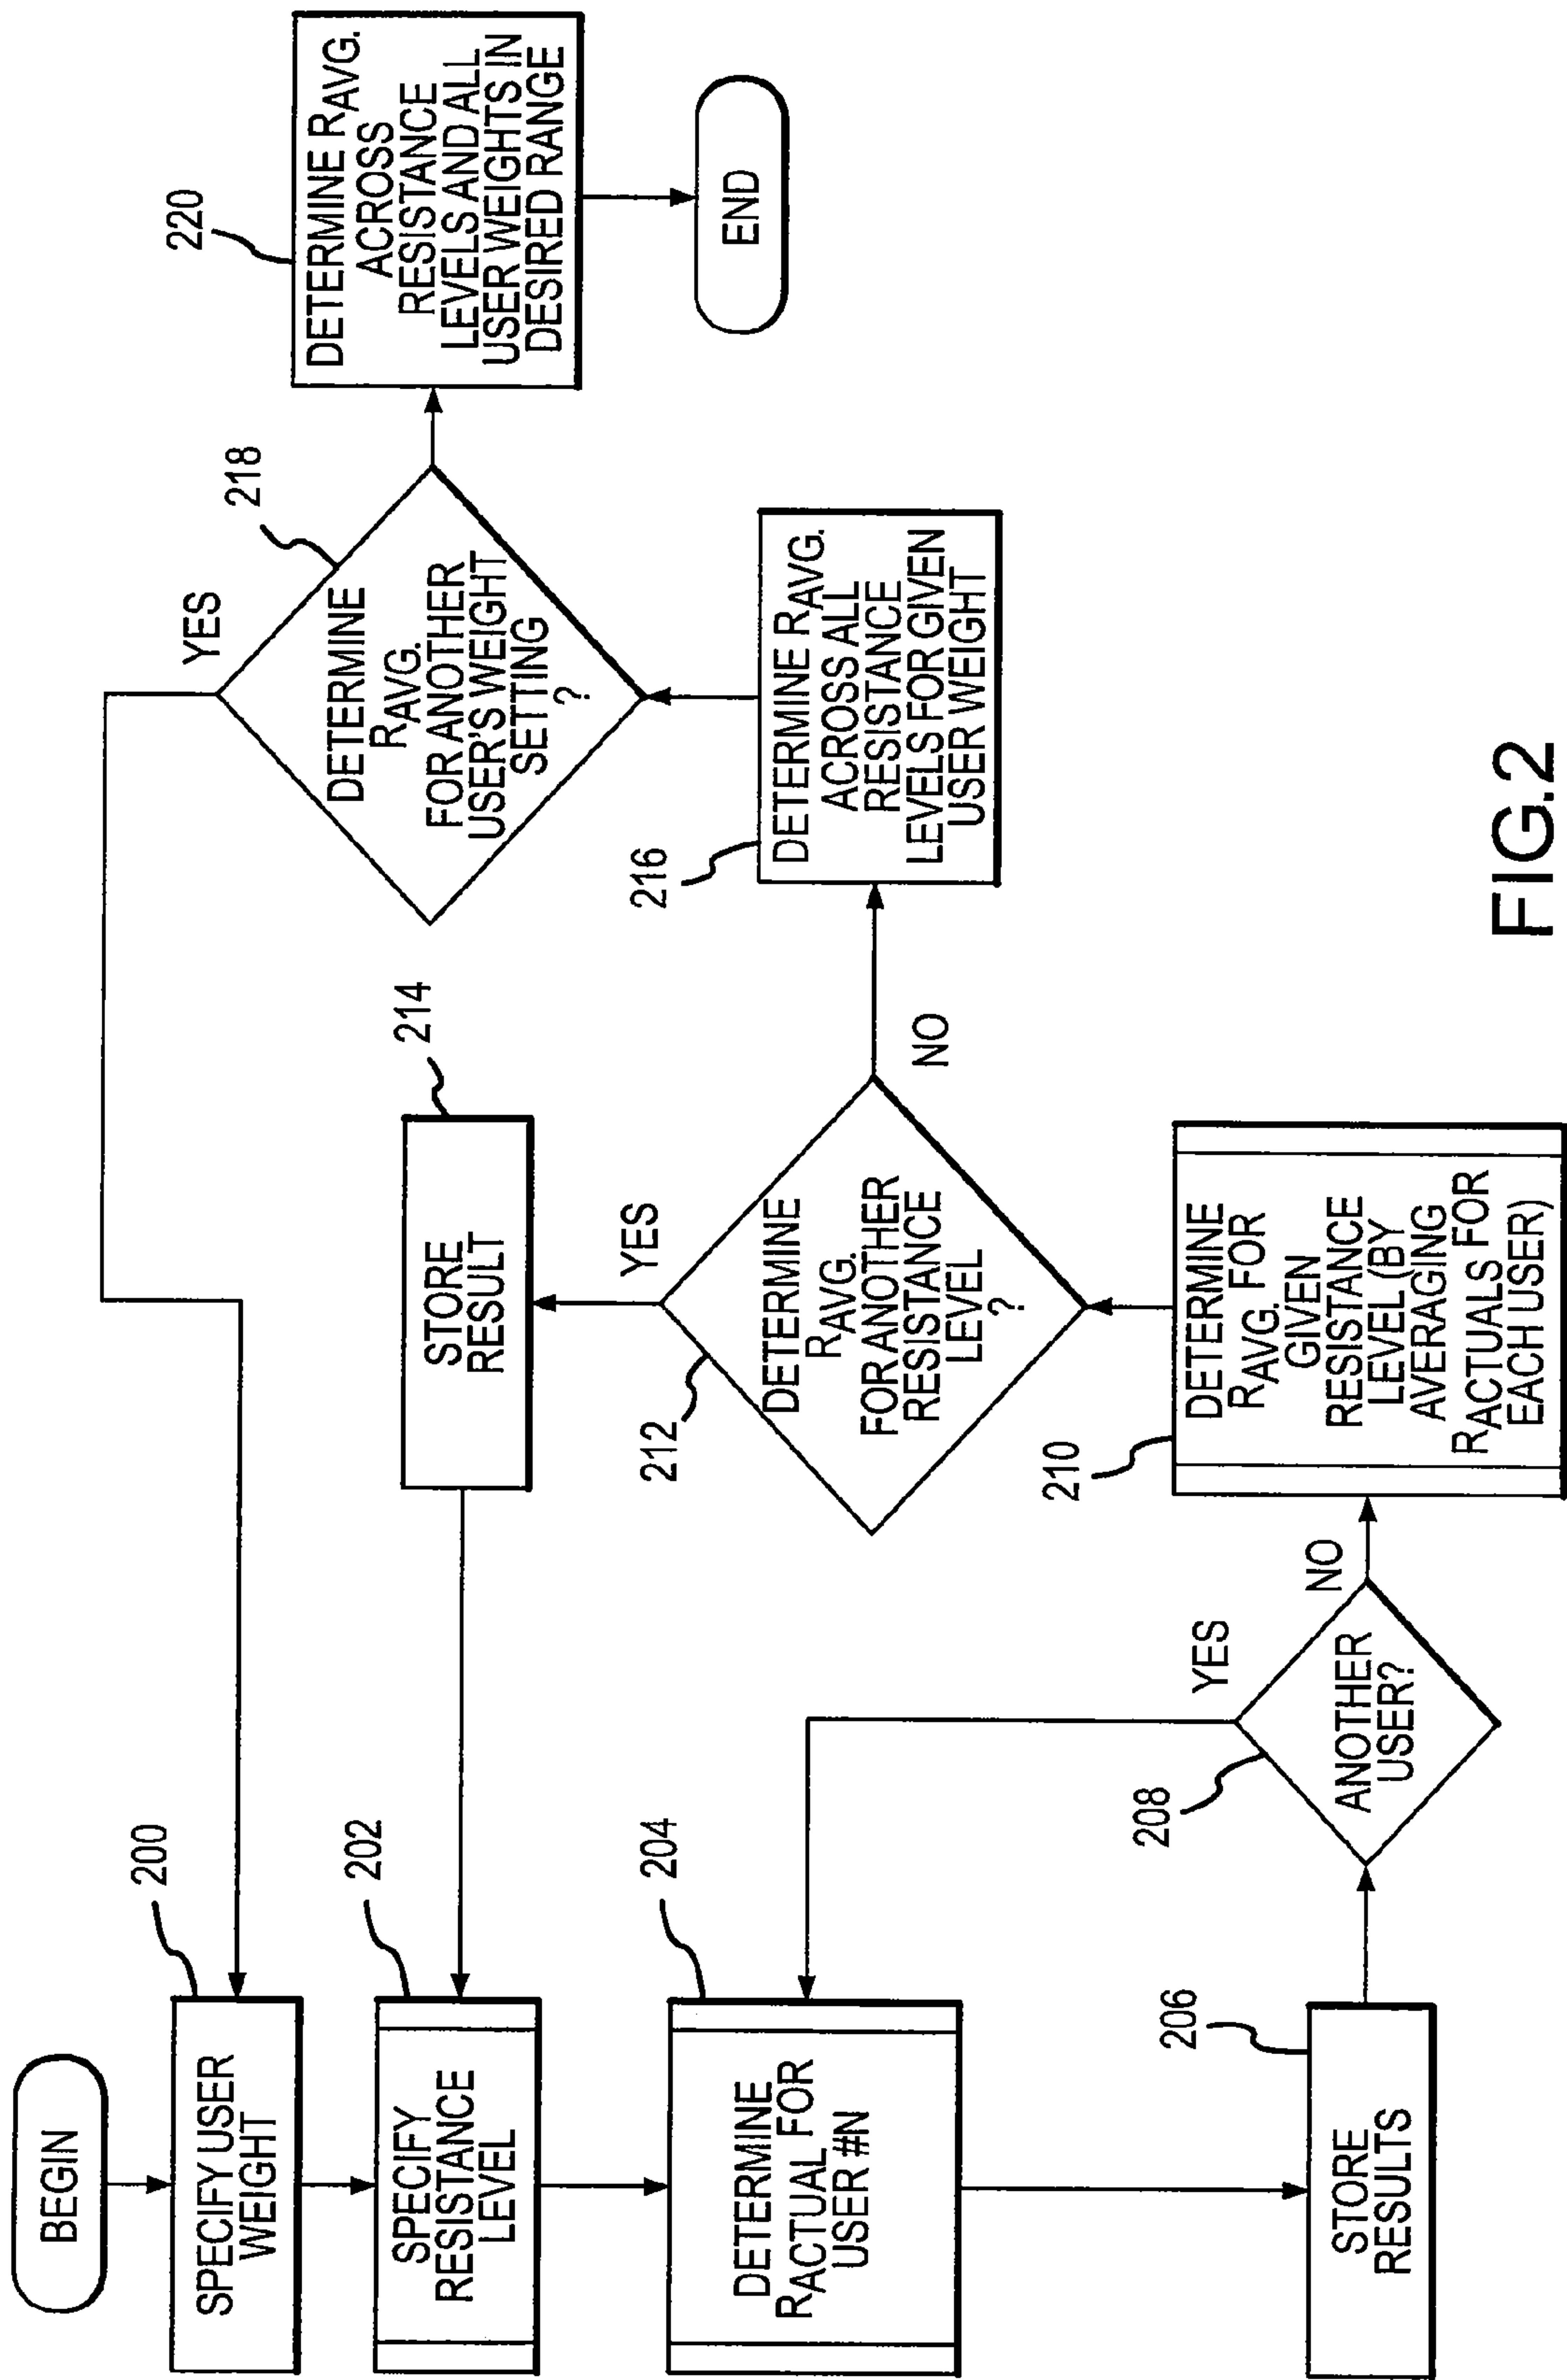 BEGIN
200
SPECIFY USER
WEIGHT
202
SPECIFY
RESISTANCE
LEVEL
204
DETERMINE
RACTUAL FOR
USER #N
206
STORE
RESULTS
208
ANOTHER
USER?
YES
NO
210
DETERMINE
RAVG. FOR
GIVEN
RESISTANCE
LEVEL (BY
AVERAGING
RACTUALS FOR
EACH USER)
212
DETERMINE
RAVG.
FOR ANOTHER
RESISTANCE
LEVEL
?
YES
NO
214
STORE
RESULT
216
DETERMINE RAVG.
ACROSS ALL
RESISTANCE
LEVELS FOR GIVEN
USER WEIGHT
218
DETERMINE
RAVG.
FOR ANOTHER
USER'S WEIGHT
SETTING
?
YES
220
DETERMINE RAVG.
ACROSS
RESISTANCE
LEVELS AND ALL
USER WEIGHTS IN
DESIRED RANGE
END
FIG.2